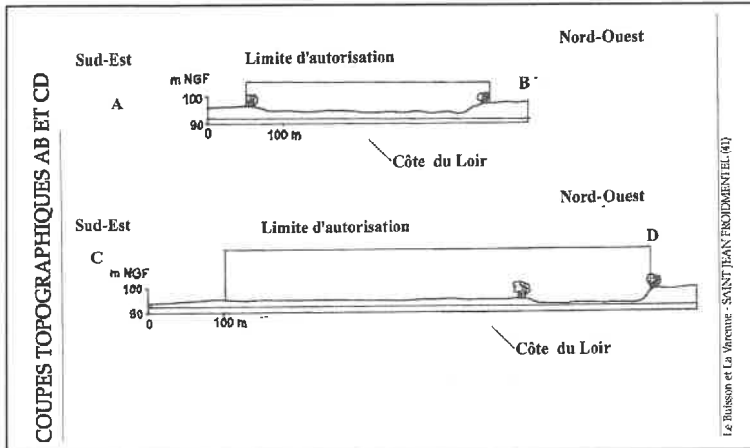 COUPES TOPOGRAPHIQUES AB ET CD
Nord-Ouest
Sud-Est
Limite d'autorisation
m NGF
B
A
100
90
0
100 m
Côte du Loir
Nord-Ouest
Sud-Est
Limite d'autorisation
D
C
m NGF
100
80
0
100 m
Côte du Loir
Le Buisson et La Varenne - SAINT JEAN FROIDMENTEL (41)